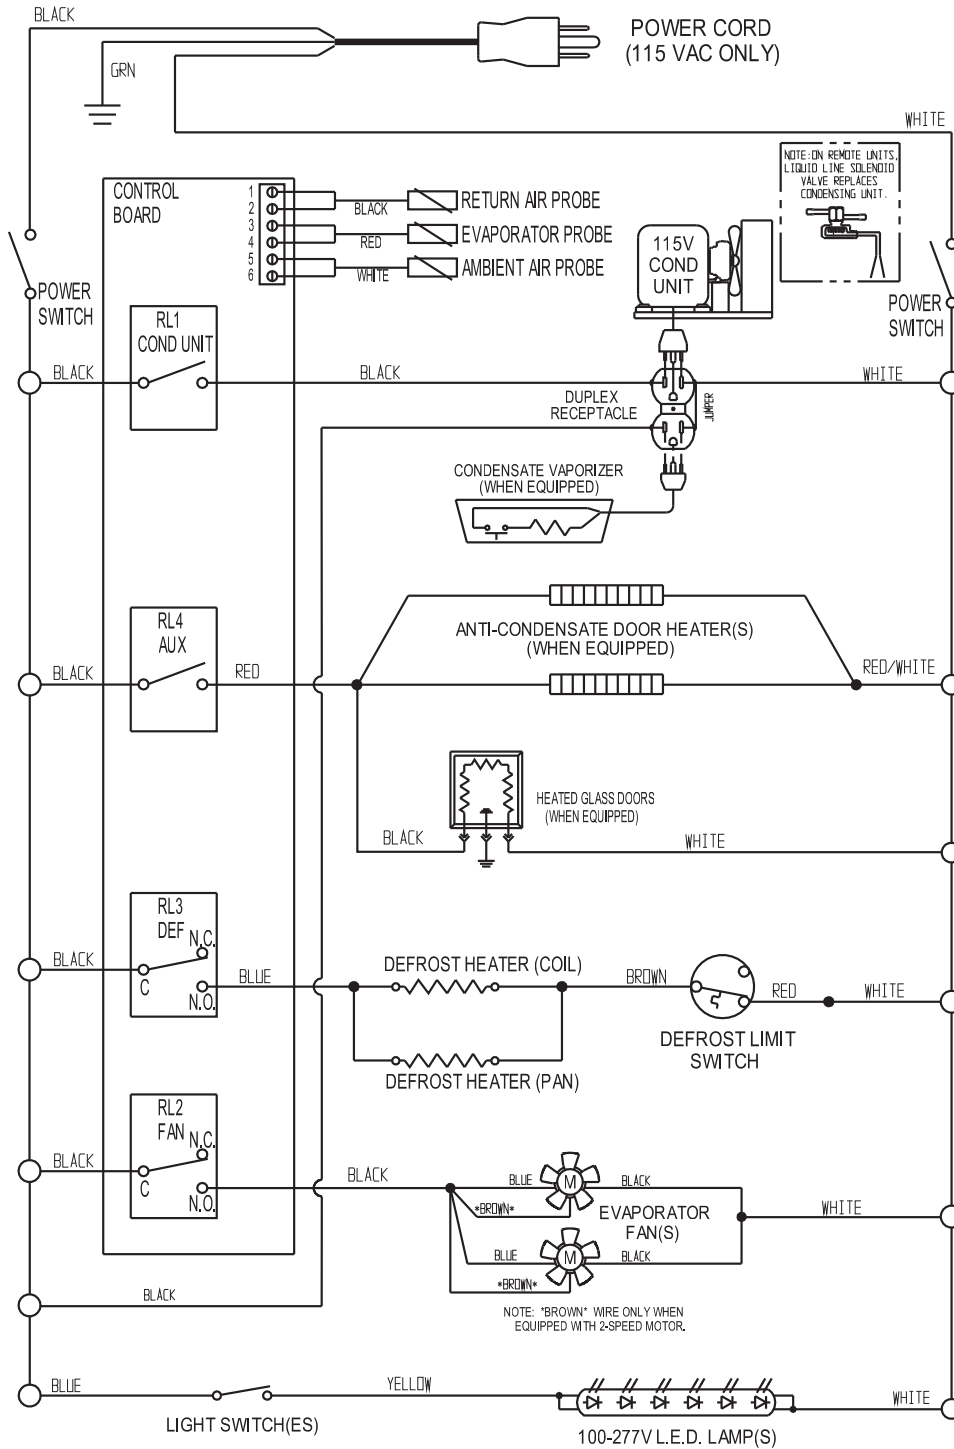 BLACK
POWER CORD
(115 VAC ONLY)
GRN
WHITE
NOTE:ON REMOTE UNITS,
LIQUID LINE SOLENOID
VALVE REPLACES
CONDENSING UNIT.
CONTROL
BOARD
1
2
3
4
5
6
BLACK
RED
WHITE
RETURN AIR PROBE
EVAPORATOR PROBE
AMBIENT AIR PROBE
115V
COND
UNIT
POWER
SWITCH
POWER
SWITCH
RL1
COND UNIT
BLACK
BLACK
WHITE
DUPLEX
RECEPTACLE
JUMPER
CONDENSATE VAPORIZER
(WHEN EQUIPPED)
RL4
AUX
BLACK
RED
ANTI-CONDENSATE DOOR HEATER(S)
(WHEN EQUIPPED)
RED/WHITE
HEATED GLASS DOORS
(WHEN EQUIPPED)
BLACK
WHITE
RL3
DEF
N.C.
C
N.O.
BLACK
BLUE
DEFROST HEATER (COIL)
BROWN
RED
WHITE
DEFROST LIMIT
SWITCH
DEFROST HEATER (PAN)
RL2
FAN
N.C.
C
N.O.
BLACK
BLACK
BLUE
M
BLACK
*BROWN*
EVAPORATOR
FAN(S)
WHITE
BLUE
M
BLACK
*BROWN*
NOTE: *BROWN* WIRE ONLY WHEN
EQUIPPED WITH 2-SPEED MOTOR.
BLACK
BLUE
YELLOW
WHITE
LIGHT SWITCH(ES)
100-277V L.E.D. LAMP(S)